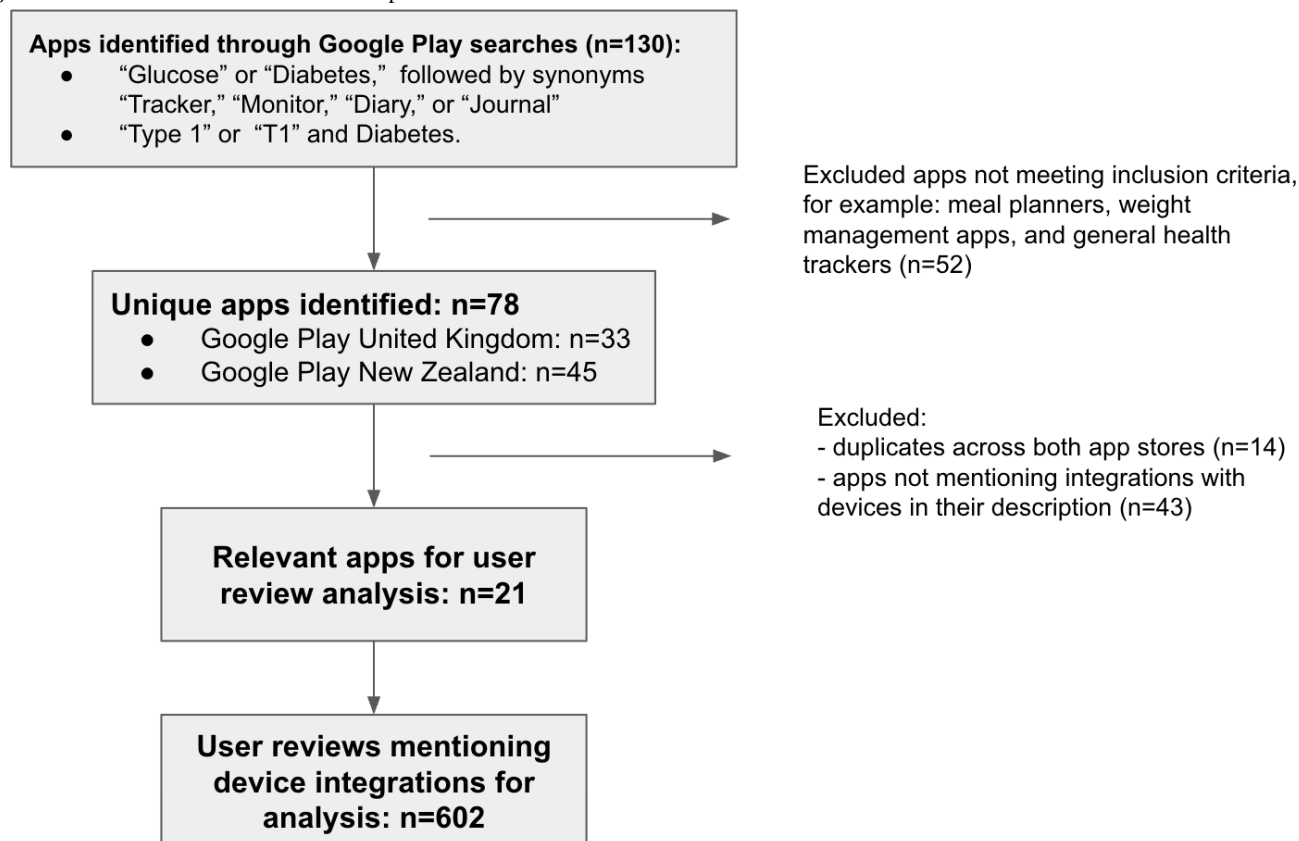 Apps identified through Google Play searches (n=130):
● “Glucose” or “Diabetes,” followed by synonyms
“Tracker,” “Monitor,” “Diary,” or “Journal”
● “Type 1” or “T1” and Diabetes.
Excluded apps not meeting inclusion criteria,
for example: meal planners, weight
management apps, and general health
trackers (n=52)
Unique apps identified: n=78
● Google Play United Kingdom: n=33
● Google Play New Zealand: n=45
Excluded:
- duplicates across both app stores (n=14)
- apps not mentioning integrations with
devices in their description (n=43)
Relevant apps for user
review analysis: n=21
User reviews mentioning
device integrations for
analysis: n=602